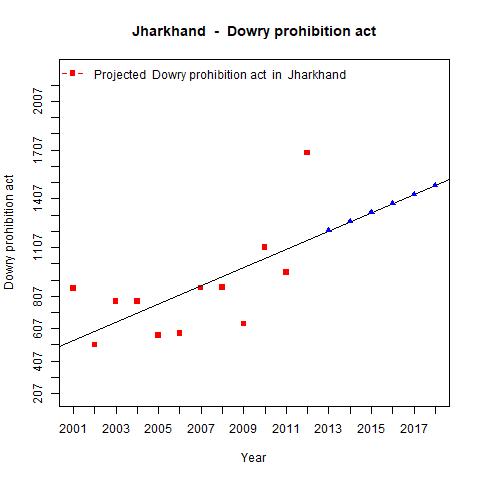 Jharkhand - Dowry prohibition act
Projected Dowry prohibition act in Jharkhand
Dowry prohibition act
2007
1707
1407
1107
807
607
407
207
2001 2003 2005 2007 2009 2011 2013 2015 2017
Year